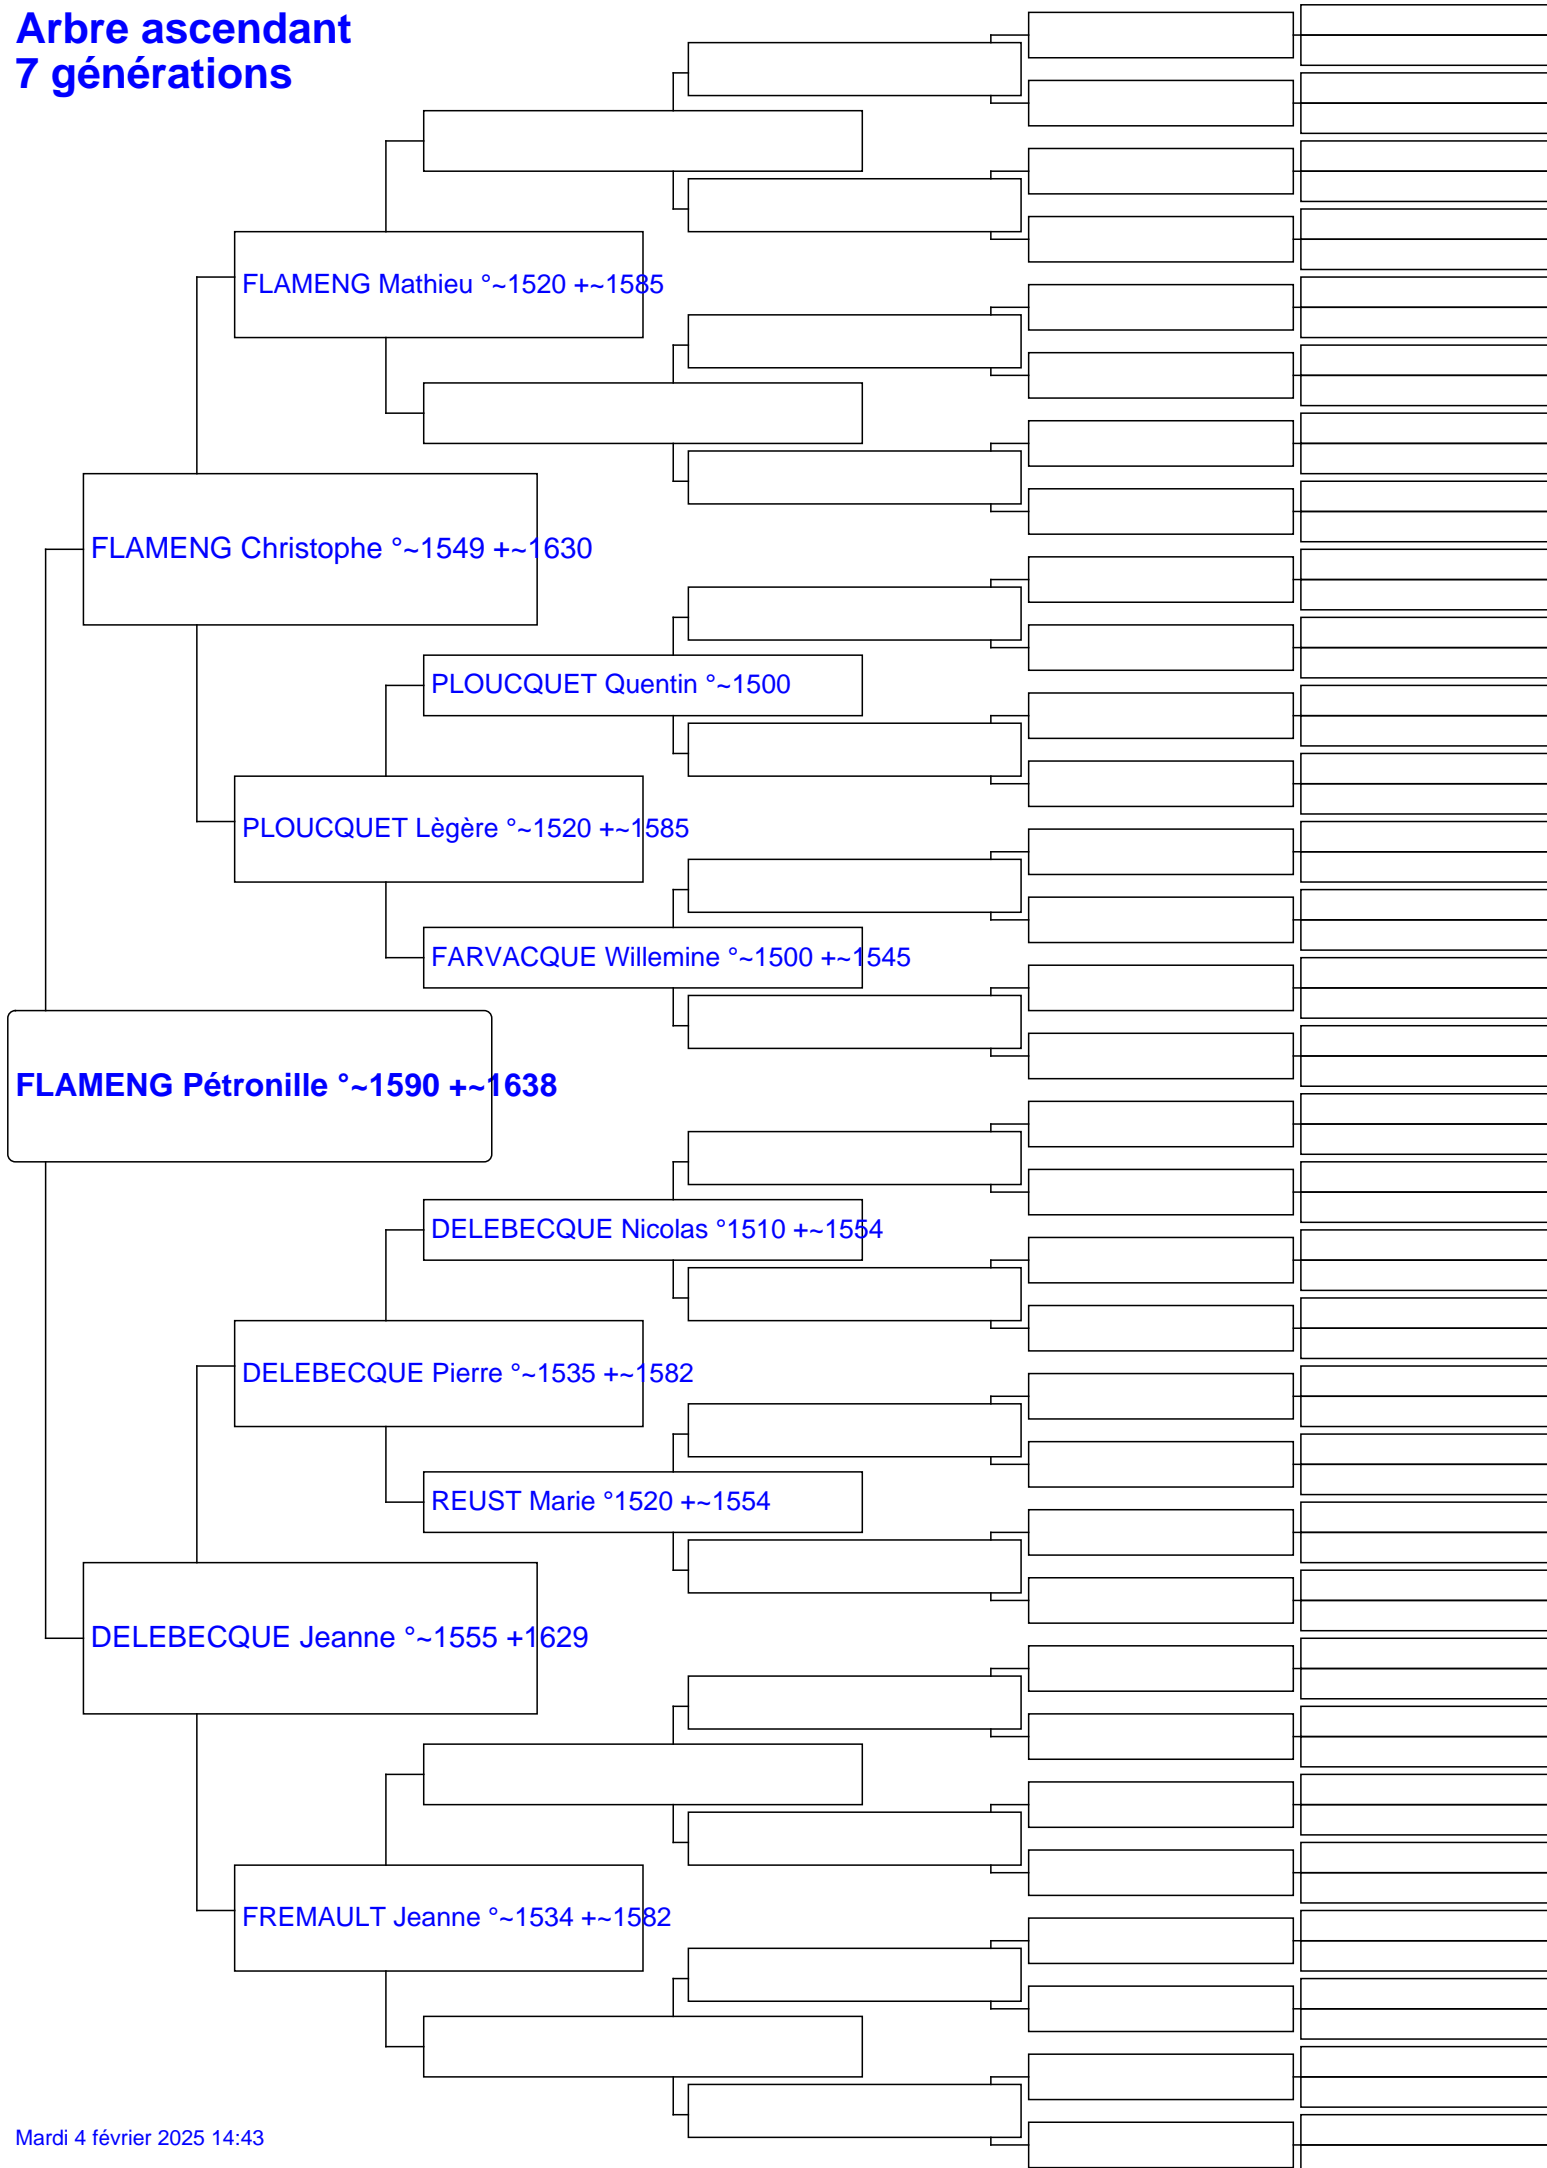 Arbre ascendant
7 générations
FLAMENG Mathieu °~1520 +~1585
FLAMENG Christophe °~1549 +~1630
PLOUCQUET Quentin °~1500
PLOUCQUET Lègère °~1520 +~1585
FARVACQUE Willemine °~1500 +~1545
FLAMENG Pétronille °~1590 +~1638
DELEBECQUE Nicolas °1510 +~1554
DELEBECQUE Pierre °~1535 +~1582
REUST Marie °1520 +~1554
DELEBECQUE Jeanne °~1555 +1629
FREMAULT Jeanne °~1534 +~1582
Mardi 4 février 2025 14:43